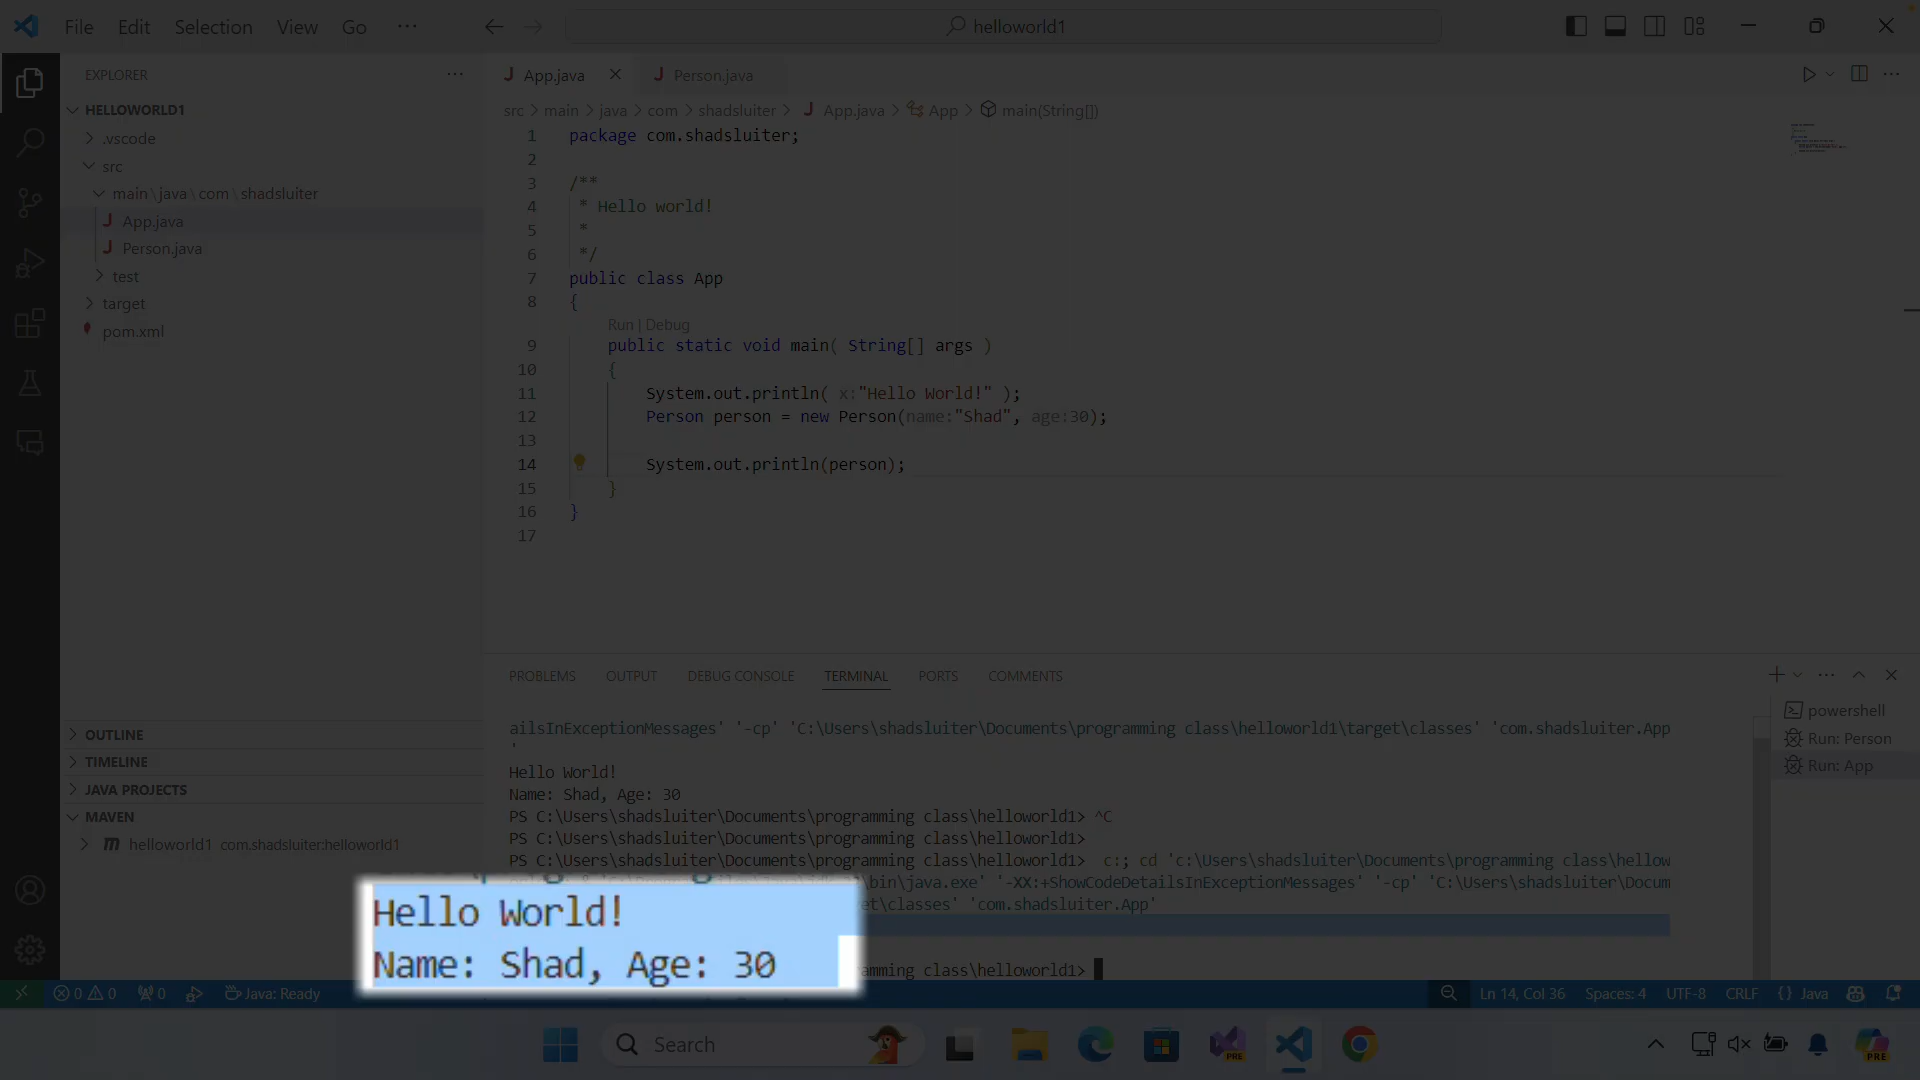 File Edit Selection View Go ···
helloworld1
EXPLORER
HELLOWORLD1
.vscode
src
main\java\com\shadsluiter
App.java
Person.java
test
target
pom.xml
OUTLINE
TIMELINE
JAVA PROJECTS
MAVEN
helloworld1 com.shadsluiter:helloworld1
App.java
Person.java
src > main > java > com > shadsluiter > App.java > App > main(String[])
1 package com.shadsluiter;
2
3 /**
4 * Hello world!
5 *
6 */
7 public class App
8 {
Run | Debug
9 public static void main( String[] args )
10 {
11 System.out.println( x:"Hello World!" );
12 Person person = new Person(name:"Shad", age:30);
13
14 System.out.println(person);
15 }
16 }
17
PROBLEMS OUTPUT DEBUG CONSOLE TERMINAL PORTS COMMENTS
ailsInExceptionMessages' '-cp' 'C:\Users\shadsluiter\Documents\programming class\helloworld1\target\classes' 'com.shadsluiter.App
'
Hello World!
Name: Shad, Age: 30
PS C:\Users\shadsluiter\Documents\programming class\helloworld1> ^C
PS C:\Users\shadsluiter\Documents\programming class\helloworld1>
PS C:\Users\shadsluiter\Documents\programming class\helloworld1> c:; cd 'c:\Users\shadsluiter\Documents\programming class\hellow
\bin\java.exe' '-XX:+ShowCodeDetailsInExceptionMessages' '-cp' 'C:\Users\shadsluiter\Docum
get\classes' 'com.shadsluiter.App'
Hello World!
Name: Shad, Age: 30
amming class\helloworld1>
powershell
Run: Person
Run: App
0 0 0 Java: Ready
Ln 14, Col 36 Spaces: 4 UTF-8 CRLF {} Java
Search
PRE
PRE